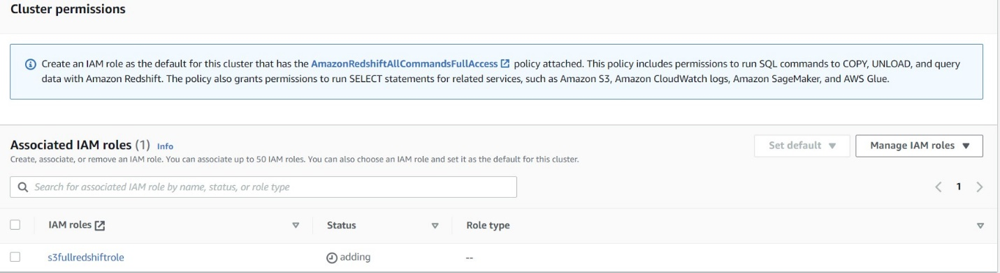 Cluster permissions
Create an IAM role as the default for this cluster that has the AmazonRedshiftAllCommandsFullAccess policy attached. This policy includes permissions to run SQL commands to COPY, UNLOAD, and query
data with Amazon Redshift. The policy also grants permissions to run SELECT statements for related services, such as Amazon S3, Amazon CloudWatch logs, Amazon SageMaker, and AWS Glue.
Associated IAM roles (1) Info
Set default
Manage IAM roles
Create, associate, or remove an IAM role. You can associate up to 50 IAM roles. You can also choose an IAM role and set it as the default for this cluster.
Search for associated IAM role by name, status, or role type
1
IAM roles
Status
Role type
s3fullredshiftrole
adding
--